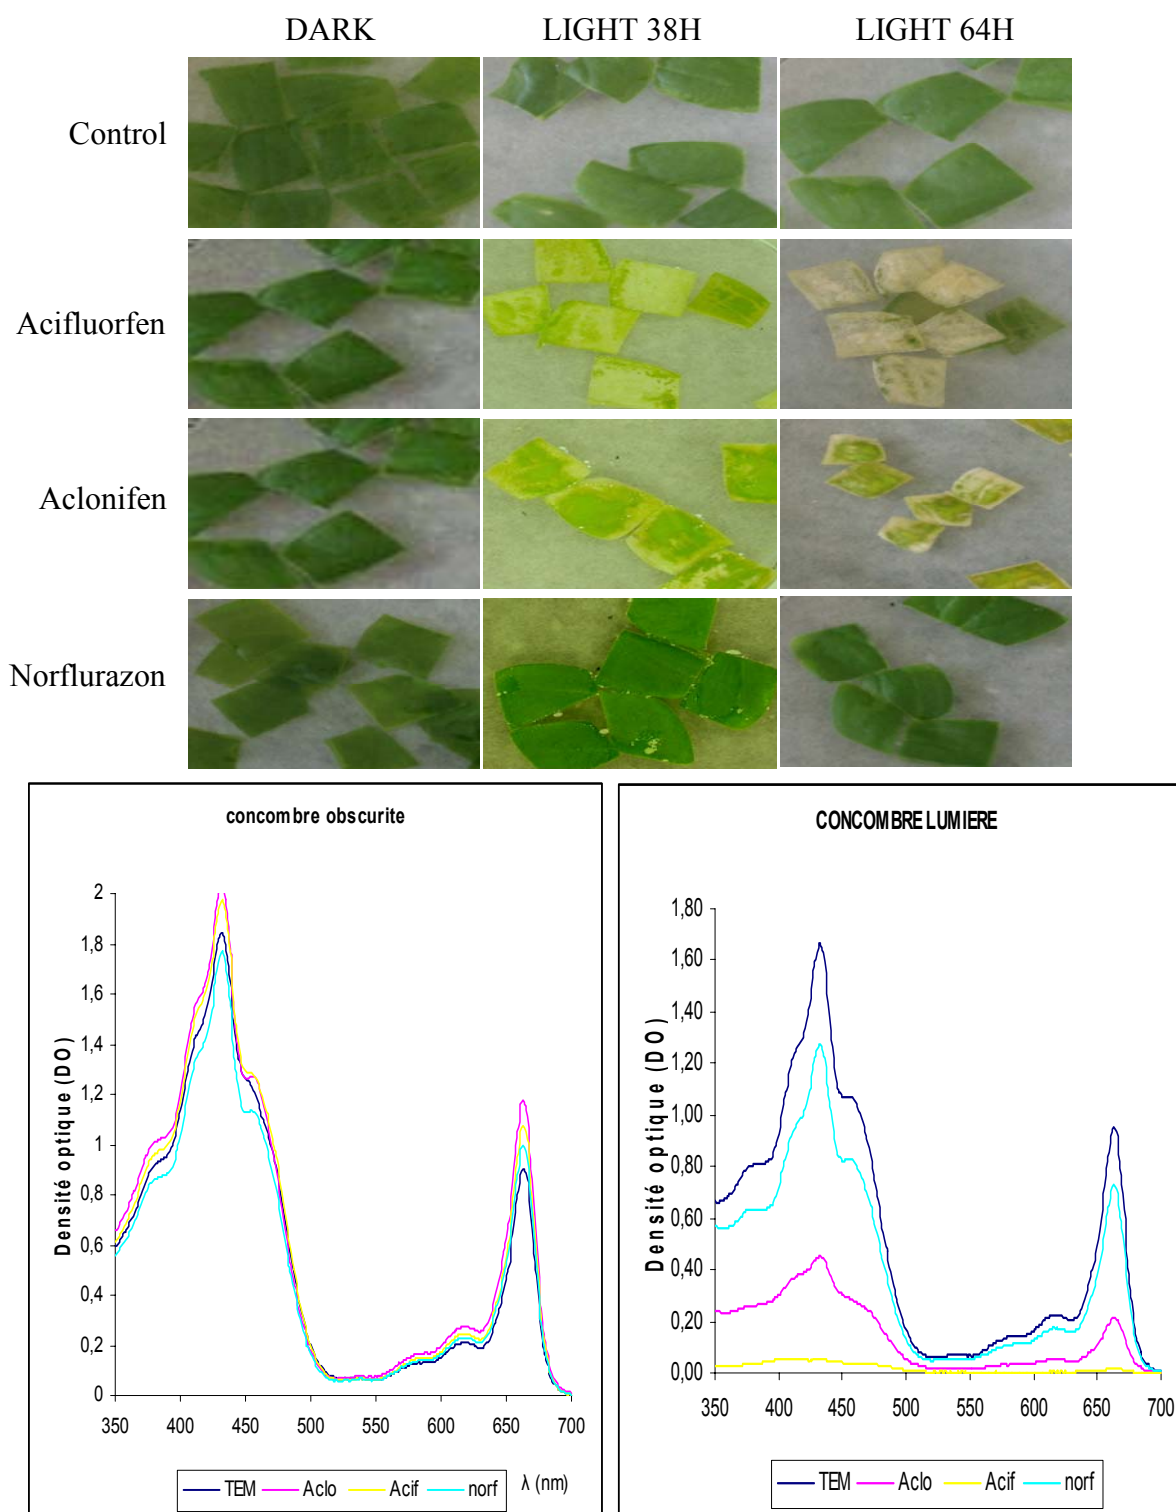 DARK LIGHT 38H LIGHT 64H
Control
Acifluorfen
Aclonifen
Norflurazon
concombre obscurite
Densité optique (DO)
2
1,8
1,6
1,4
1,2
1
0,8
0,6
0,4
0,2
0
350 400 450 500 550 600 650 700
λ (nm)
TEM Aclo Acif norf
CONCOMBRE LUMIERE
Densité optique (DO)
1,80
1,60
1,40
1,20
1,00
0,80
0,60
0,40
0,20
0,00
350 400 450 500 550 600 650 700
TEM Aclo Acif norf